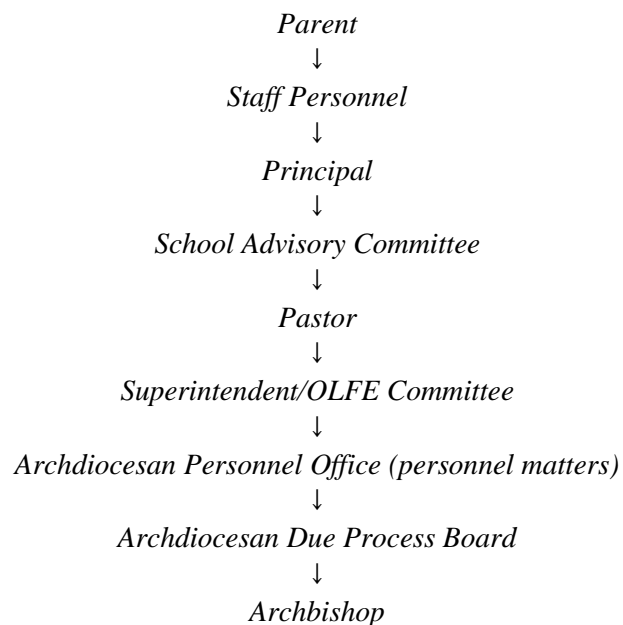 Parent
↓
Staff Personnel
↓
Principal
↓
School Advisory Committee
↓
Pastor
↓
Superintendent/OLFE Committee
↓
Archdiocesan Personnel Office (personnel matters)
↓
Archdiocesan Due Process Board
↓
Archbishop